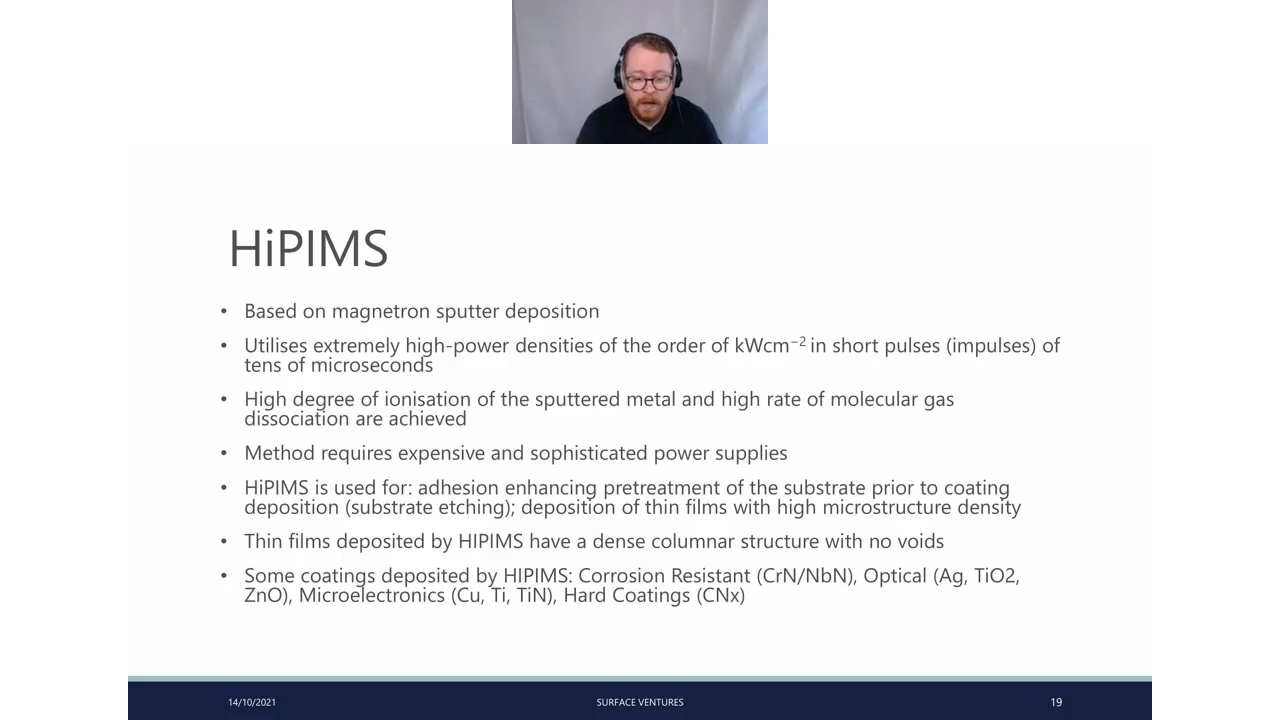 HiPIMS
• Based on magnetron sputter deposition
• Utilises extremely high-power densities of the order of kWcm⁻² in short pulses (impulses) of
tens of microseconds
• High degree of ionisation of the sputtered metal and high rate of molecular gas
dissociation are achieved
• Method requires expensive and sophisticated power supplies
• HiPIMS is used for: adhesion enhancing pretreatment of the substrate prior to coating
deposition (substrate etching); deposition of thin films with high microstructure density
• Thin films deposited by HIPIMS have a dense columnar structure with no voids
• Some coatings deposited by HIPIMS: Corrosion Resistant (CrN/NbN), Optical (Ag, TiO2,
ZnO), Microelectronics (Cu, Ti, TiN), Hard Coatings (CNx)
14/10/2021
SURFACE VENTURES
19